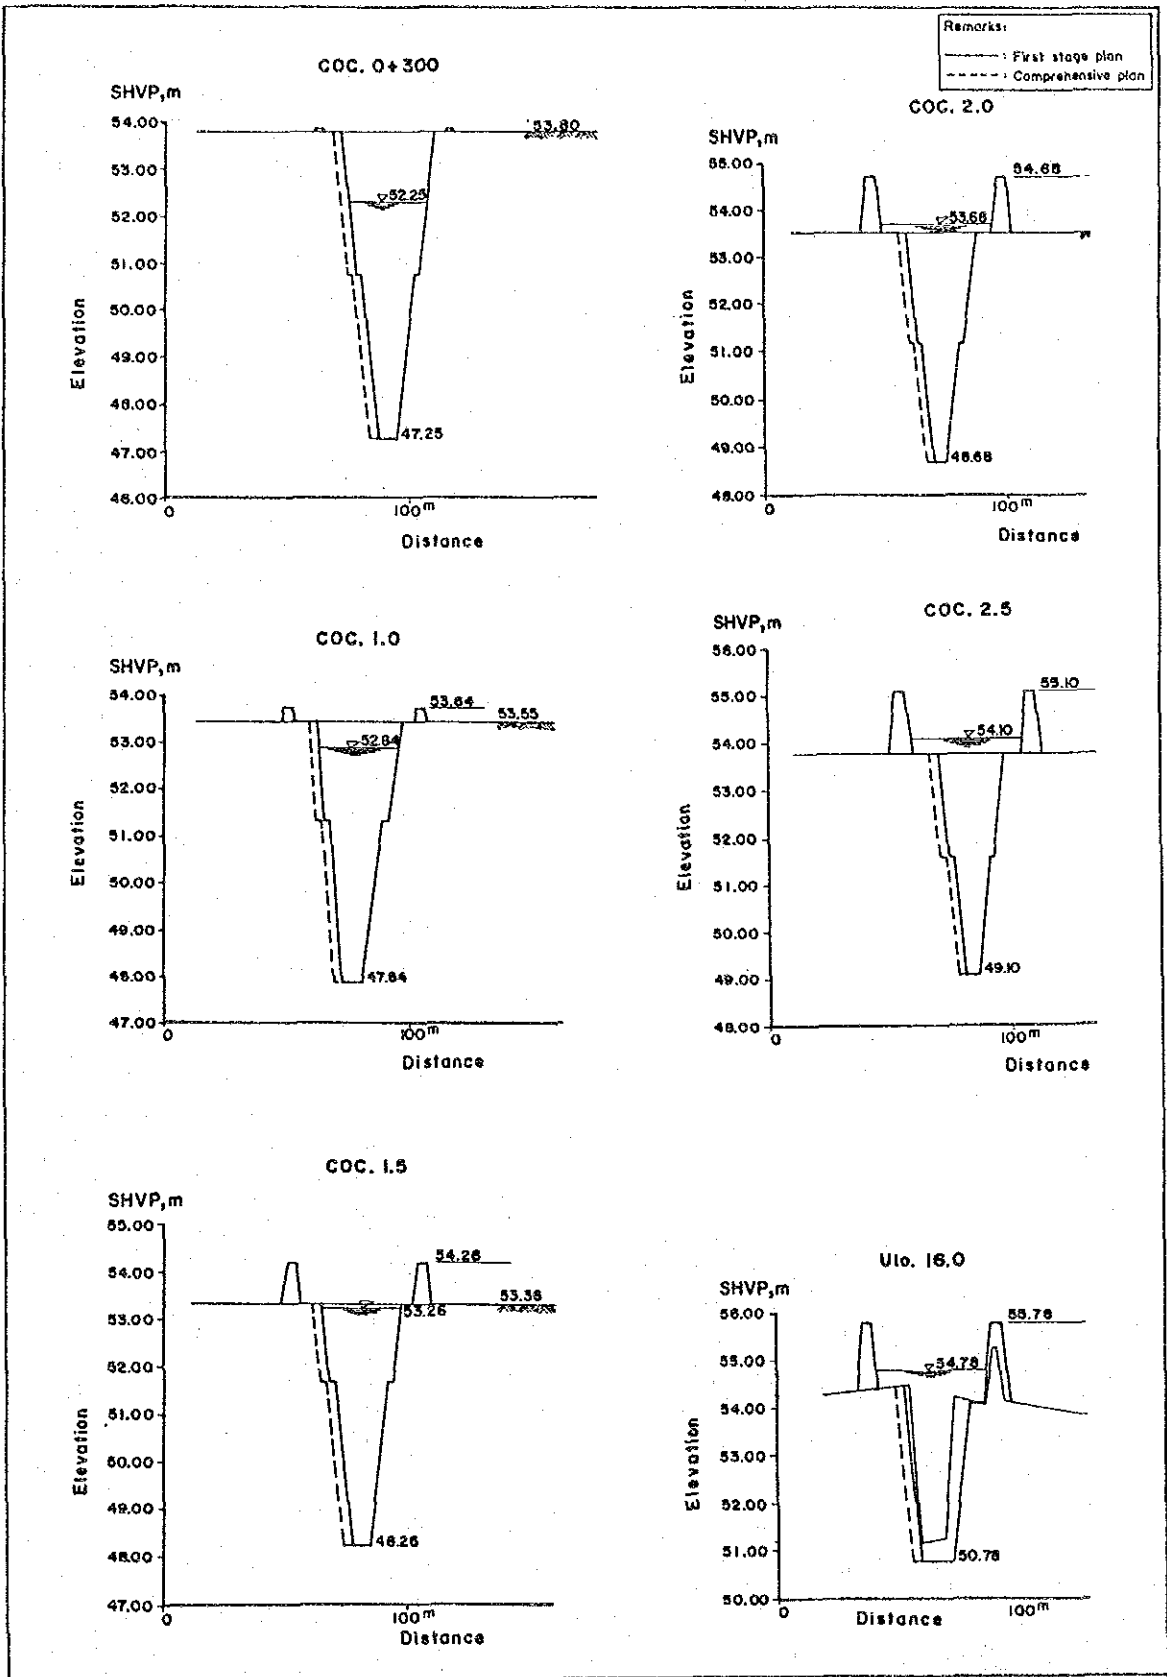 Remarks:
: First stage plan
: Comprehensive plan
COC. 0+300
SHVP,m
54.00
53.00
52.00
51.00
50.00
49.00
48.00
47.00
46.00
Elevation
53.80
52.25
47.25
0
100m
Distance
COC. 2.0
SHVP,m
55.00
54.00
53.00
52.00
51.00
50.00
49.00
48.00
Elevation
54.68
53.68
48.68
0
100m
Distance
COC. 1.0
SHVP,m
54.00
53.00
52.00
51.00
50.00
49.00
48.00
47.00
Elevation
53.84
53.55
52.84
47.84
0
100m
Distance
COC. 2.5
SHVP,m
56.00
55.00
54.00
53.00
52.00
51.00
50.00
49.00
48.00
Elevation
55.10
54.10
49.10
0
100m
Distance
COC. 1.5
SHVP,m
55.00
54.00
53.00
52.00
51.00
50.00
49.00
48.00
47.00
Elevation
54.26
53.36
53.26
48.26
0
100m
Distance
Ulo. 16.0
SHVP,m
56.00
55.00
54.00
53.00
52.00
51.00
50.00
Elevation
55.78
54.78
50.78
0
100m
Distance